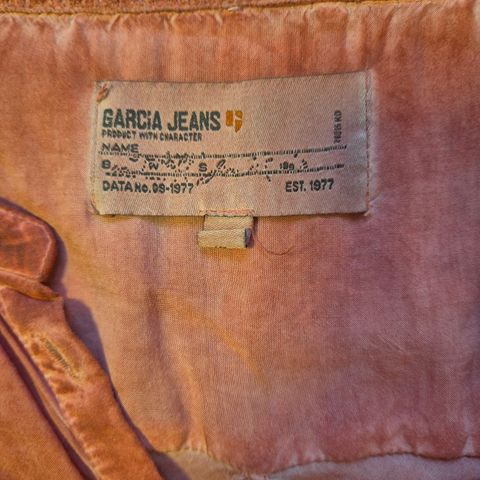 GARCIA JEANS
PRODUCT WITH CHARACTER
NAME
DATA No. 09-1977
EST. 1977